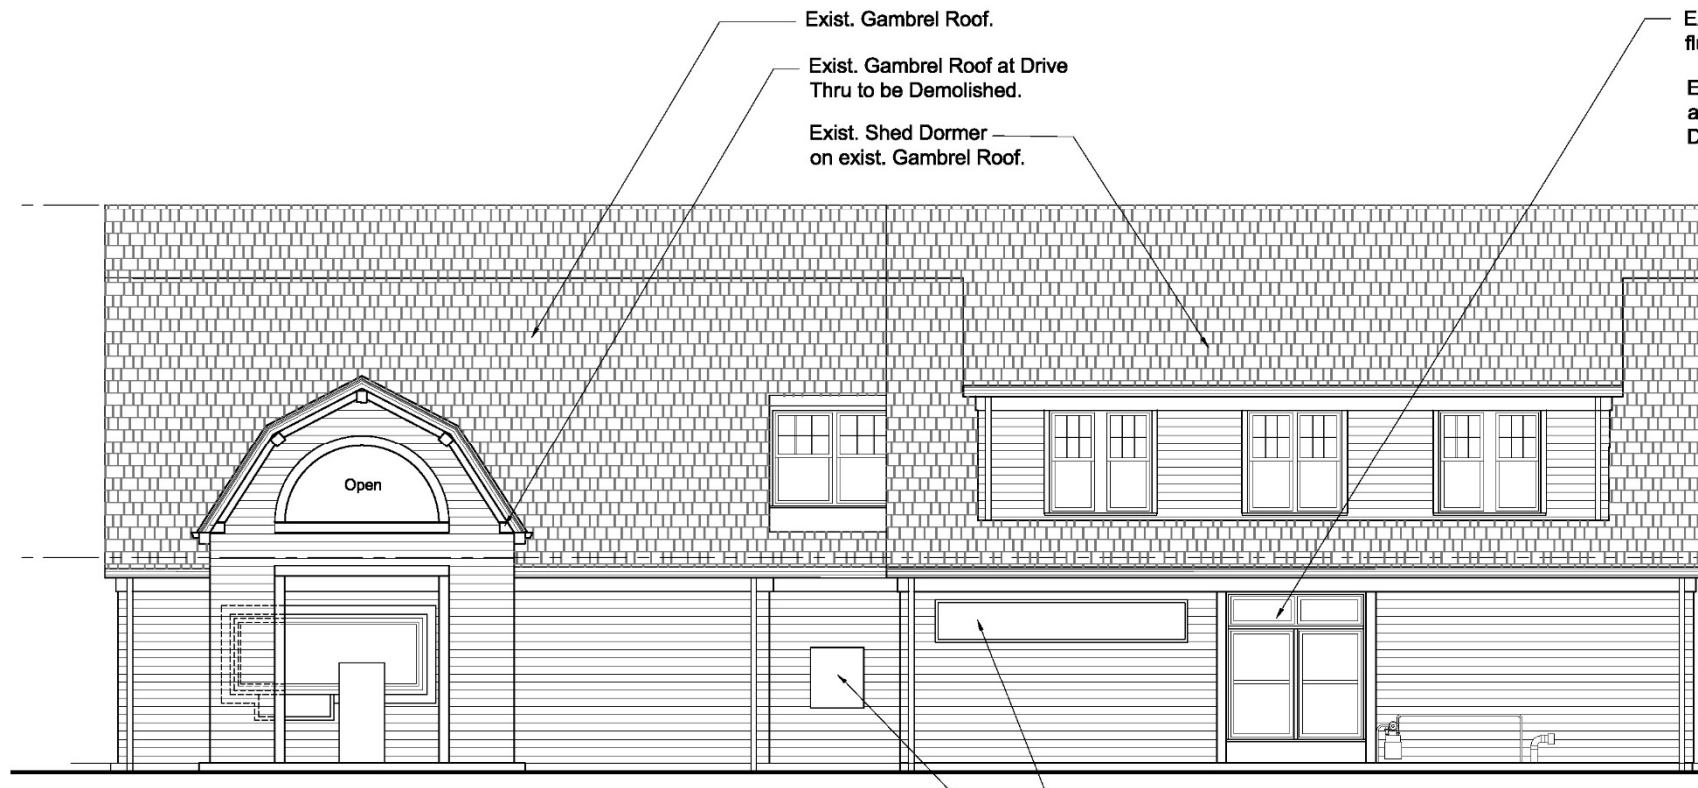 Exist. Gambrel Roof.
Exist. Gambrel Roof at Drive
Thru to be Demolished.
Exist. Shed Dormer
on exist. Gambrel Roof.
Open